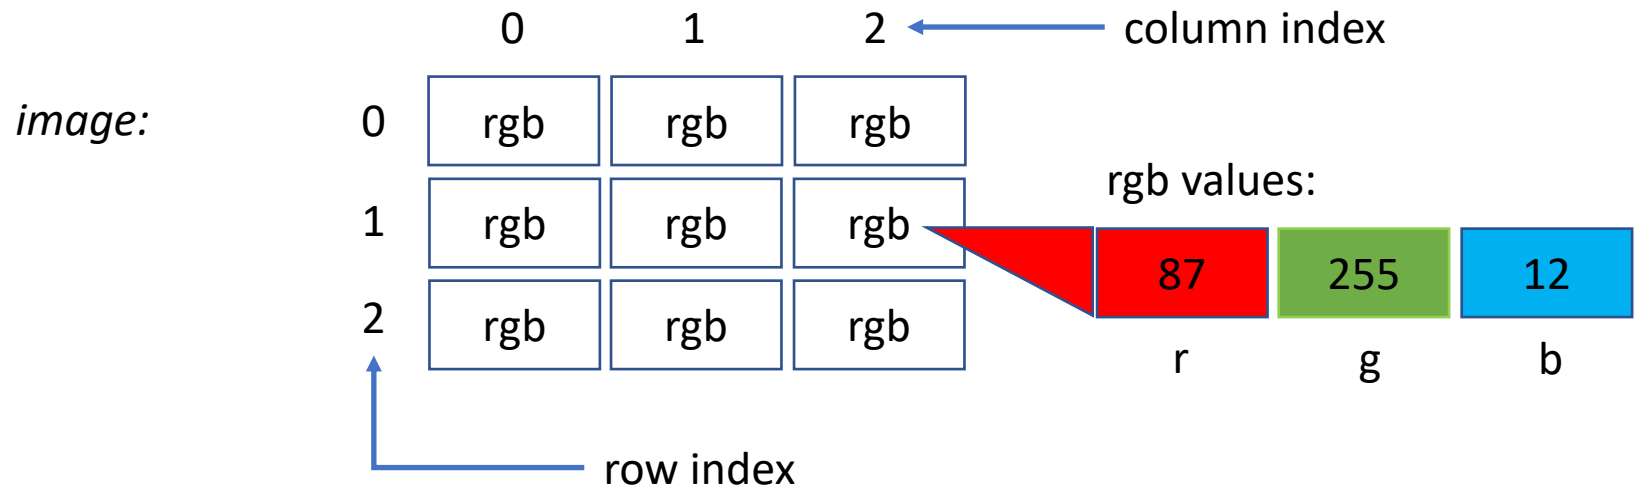 0 1 2 column index
image: 0 rgb rgb rgb
rgb values:
1 rgb rgb rgb
87 255 12
2 rgb rgb rgb
r g b
row index